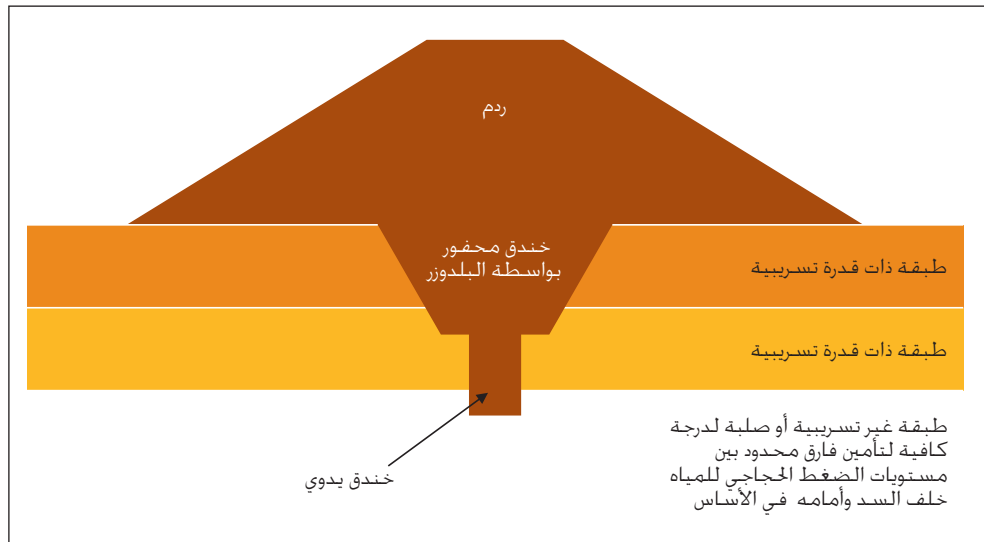 ردم
خندق محفور
بواسطة البلدوزر
طبقة ذات قدرة تسريبية
طبقة ذات قدرة تسريبية
طبقة غير تسريبية أو صلبة لدرجة
كافية لتأمين فارق محدود بين
مستويات الضغط الحجاجي للمياه
خلف السد وأمامه في الأساس
خندق يدوي